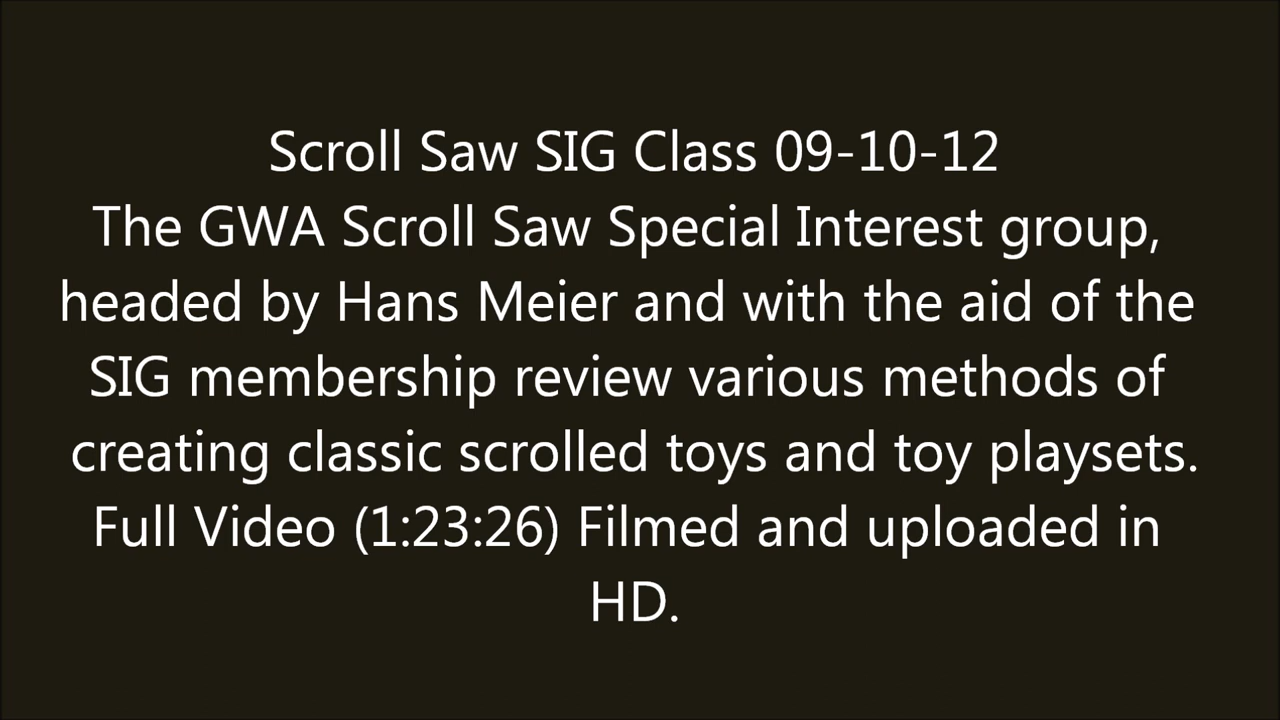 Scroll Saw SIG Class 09-10-12
The GWA Scroll Saw Special Interest group,
headed by Hans Meier and with the aid of the
SIG membership review various methods of
creating classic scrolled toys and toy playsets.
Full Video (1:23:26) Filmed and uploaded in
HD.